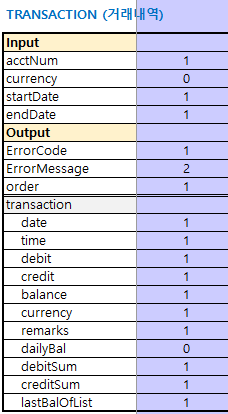 TRANSACTION (거래내역)
Input
acctNum 1
currency 0
startDate 1
endDate 1
Output
ErrorCode 1
ErrorMessage 2
order 1
transaction
date 1
time 1
debit 1
credit 1
balance 1
currency 1
remarks 1
dailyBal 0
debitSum 1
creditSum 1
lastBalOfList 1